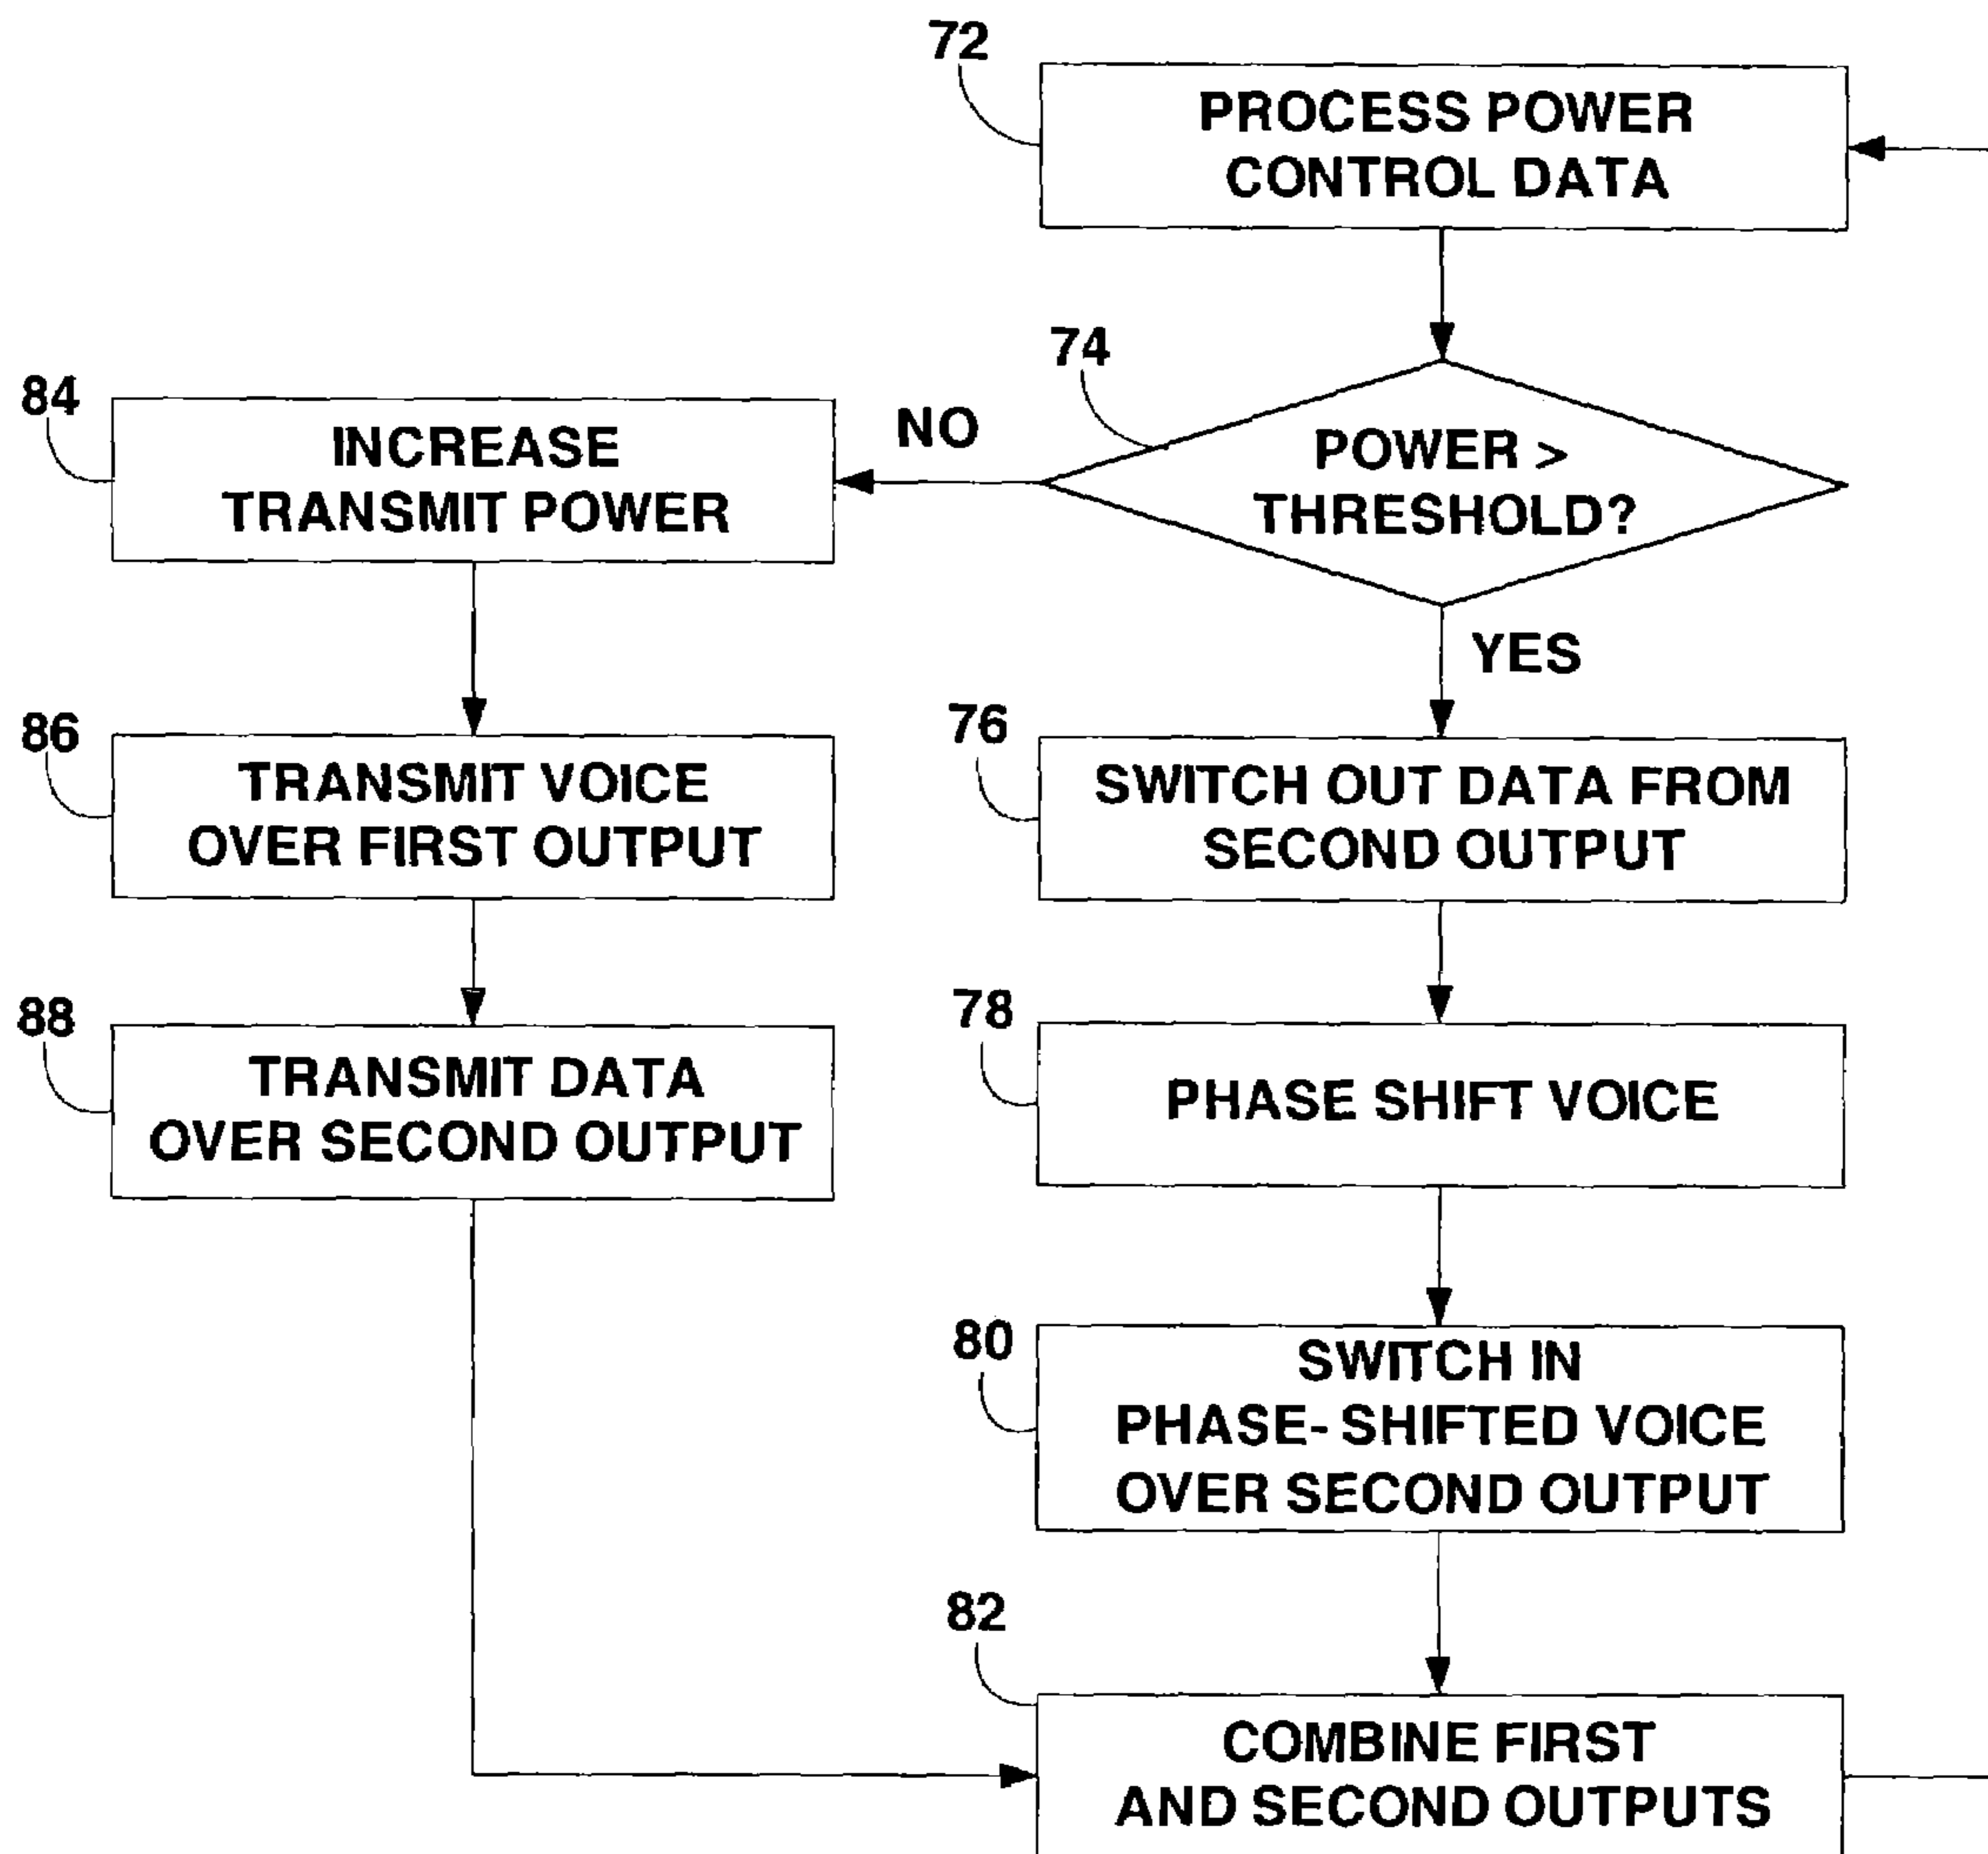 72
PROCESS POWER
CONTROL DATA
74
POWER >
THRESHOLD?
NO
YES
84
INCREASE
TRANSMIT POWER
86
TRANSMIT VOICE
OVER FIRST OUTPUT
88
TRANSMIT DATA
OVER SECOND OUTPUT
76
SWITCH OUT DATA FROM
SECOND OUTPUT
78
PHASE SHIFT VOICE
80
SWITCH IN
PHASE- SHIFTED VOICE
OVER SECOND OUTPUT
82
COMBINE FIRST
AND SECOND OUTPUTS